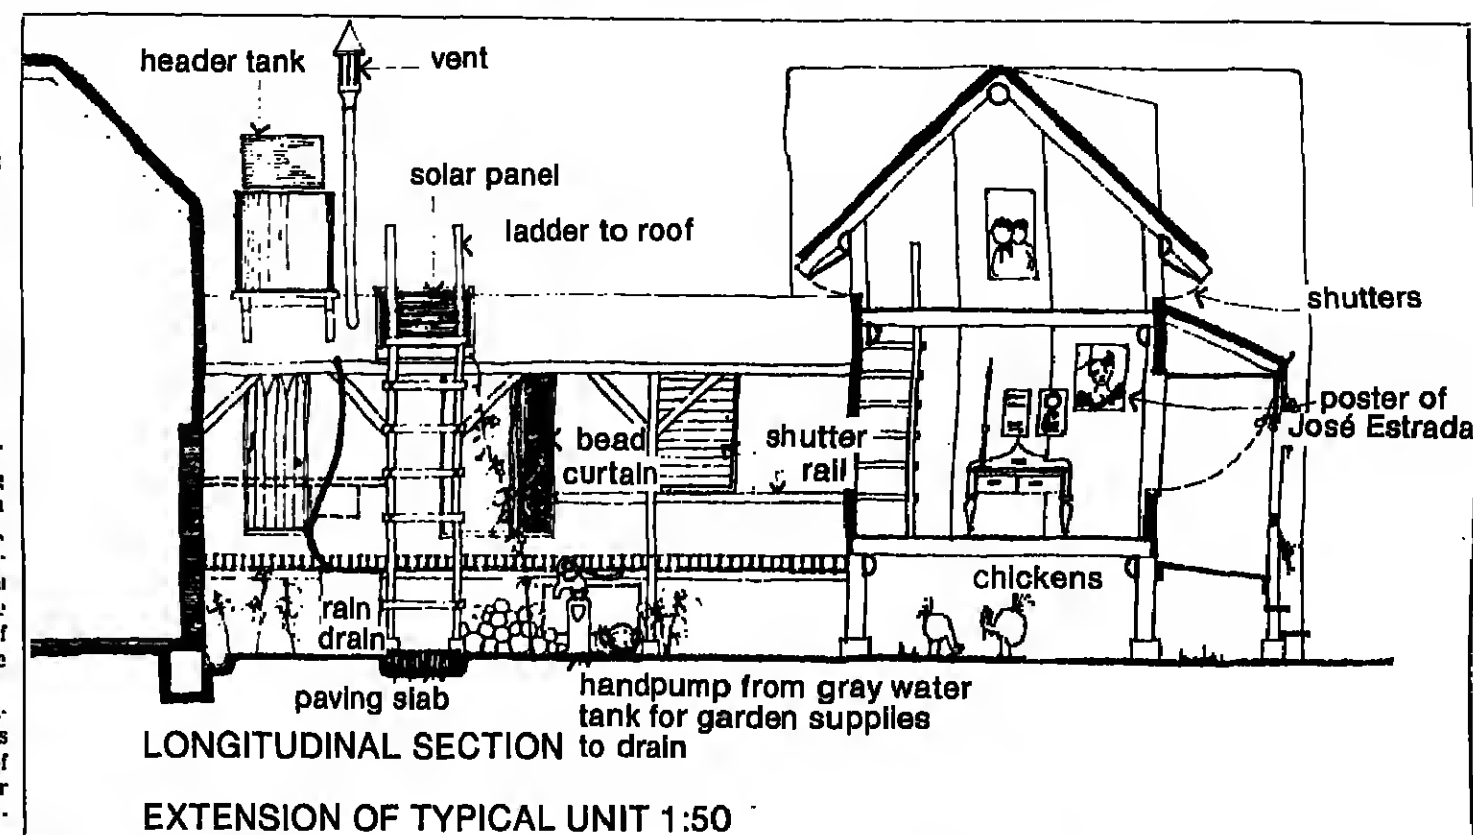 header tank
vent
solar panel
ladder to roof
shutters
bead
curtain
shutter
rail
poster of
José Estrada
chickens
rain
drain
paving slab
handpump from gray water
tank for garden supplies
to drain
LONGITUDINAL SECTION
EXTENSION OF TYPICAL UNIT 1:50